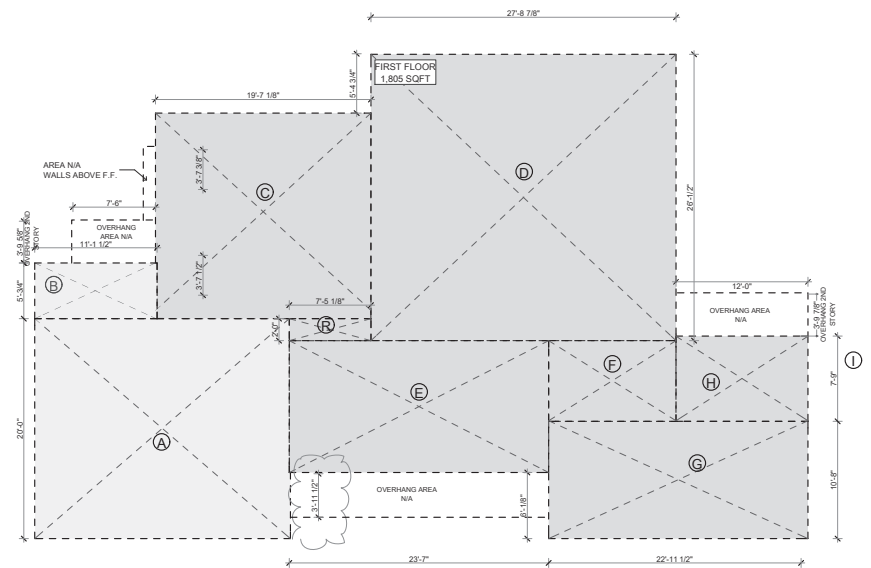 27'-8 7/8"
FIRST FLOOR
1,805 SQFT
5'-4 3/4"
19'-7 1/8"
AREA N/A
WALLS ABOVE F.F.
3'-7 3/8"
C
D
26'-1/2"
7'-6"
OVERHANG
AREA N/A
3'-9 5/8"
OVERHANG 2ND
STORY
11'-1 1/2"
B
5'-3/4"
3'-7 1/2"
12'-0"
OVERHANG AREA
N/A
3'-9 7/8"
OVERHANG 2ND
STORY
7'-5 1/8"
R
2'-0"
F
I
H
7'-9"
E
A
20'-0"
G
10'-8"
OVERHANG AREA
N/A
3'-11 1/2"
6'-1/8"
23'-7"
22'-11 1/2"